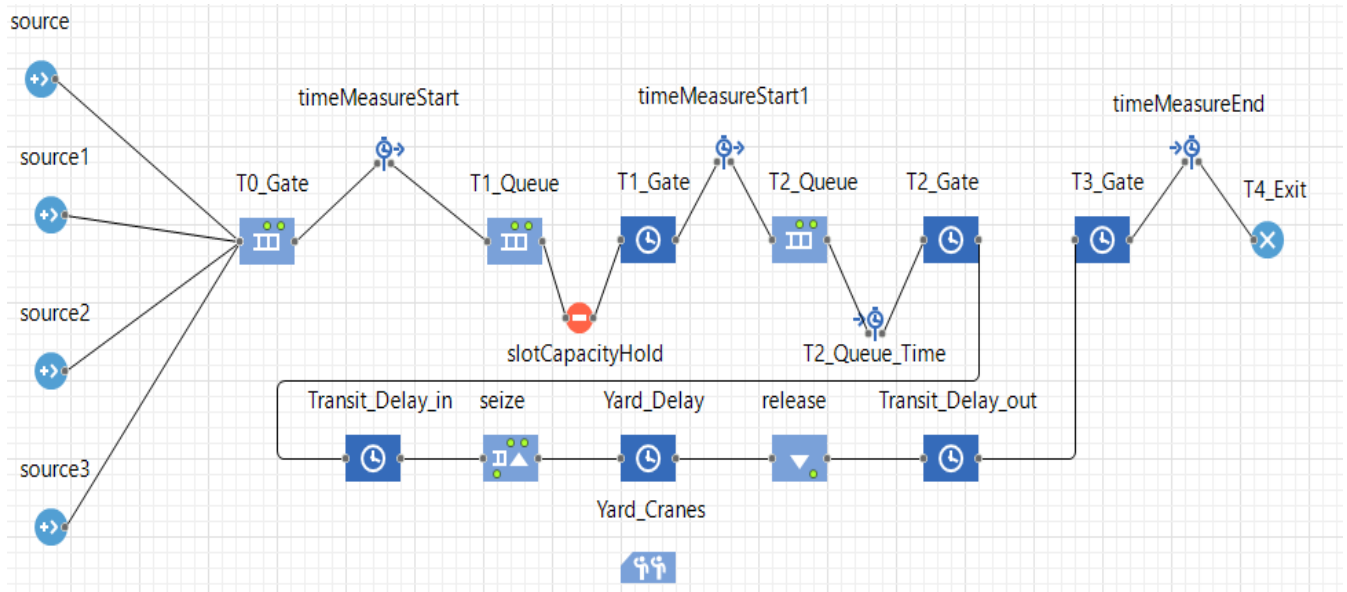 source
timeMeasureStart
timeMeasureStart1
timeMeasureEnd
source1
T0_Gate
T1_Queue
T1_Gate
T2_Queue
T2_Gate
T3_Gate
T4_Exit
source2
slotCapacityHold
T2_Queue_Time
Transit_Delay_in
seize
Yard_Delay
release
Transit_Delay_out
source3
Yard_Cranes